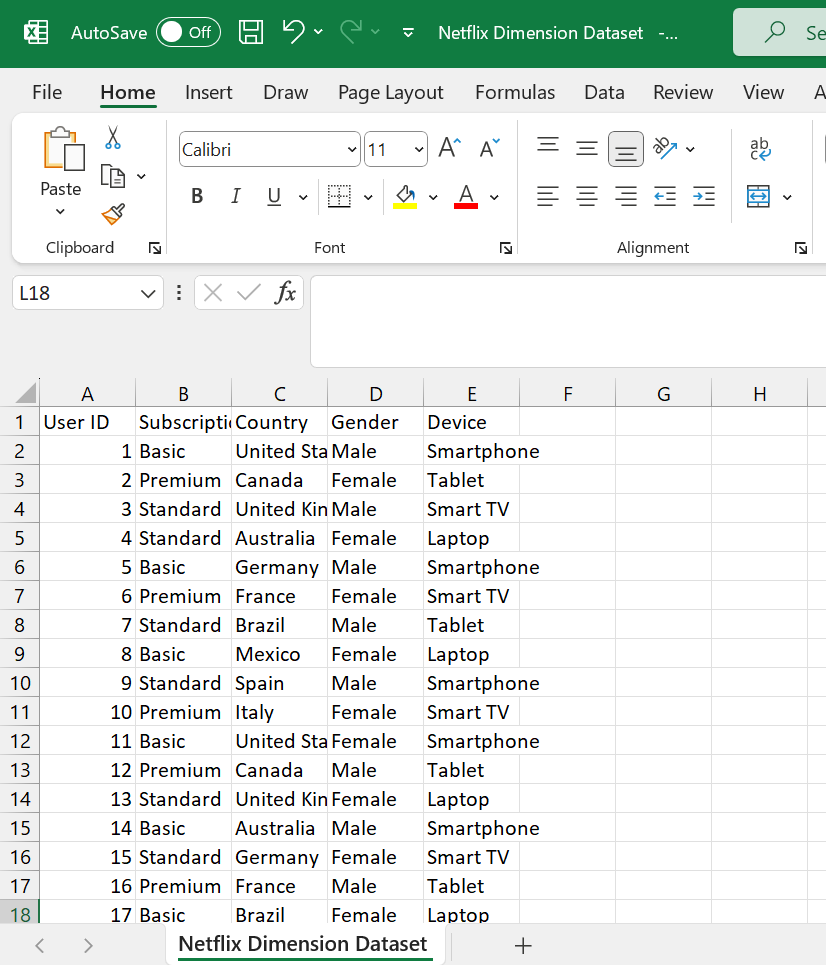 AutoSave Off Netflix Dimension Dataset -... Se
File Home Insert Draw Page Layout Formulas Data Review View A
Calibri 11 A^ Aˇ ab
Paste B I U A c
Clipboard Font Alignment
L18 fx
A B C D E F G H
1 User ID Subscripti Country Gender Device
2 1 Basic United Sta Male Smartphone
3 2 Premium Canada Female Tablet
4 3 Standard United Kin Male Smart TV
5 4 Standard Australia Female Laptop
6 5 Basic Germany Male Smartphone
7 6 Premium France Female Smart TV
8 7 Standard Brazil Male Tablet
9 8 Basic Mexico Female Laptop
10 9 Standard Spain Male Smartphone
11 10 Premium Italy Female Smart TV
12 11 Basic United Sta Female Smartphone
13 12 Premium Canada Male Tablet
14 13 Standard United Kin Female Laptop
15 14 Basic Australia Male Smartphone
16 15 Standard Germany Female Smart TV
17 16 Premium France Male Tablet
18 17 Basic Brazil Female Laptop
Netflix Dimension Dataset